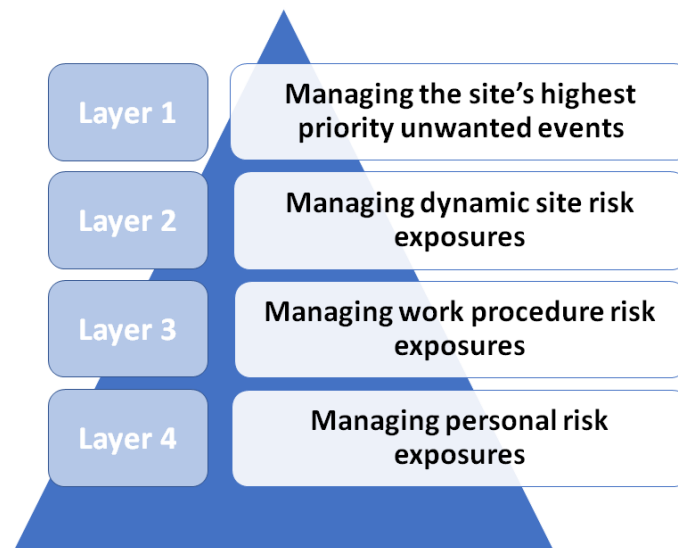 Layer 1
Managing the site's highest
priority unwanted events
Layer 2
Managing dynamic site risk
exposures
Layer 3
Managing work procedure risk
exposures
Layer 4
Managing personal risk
exposures